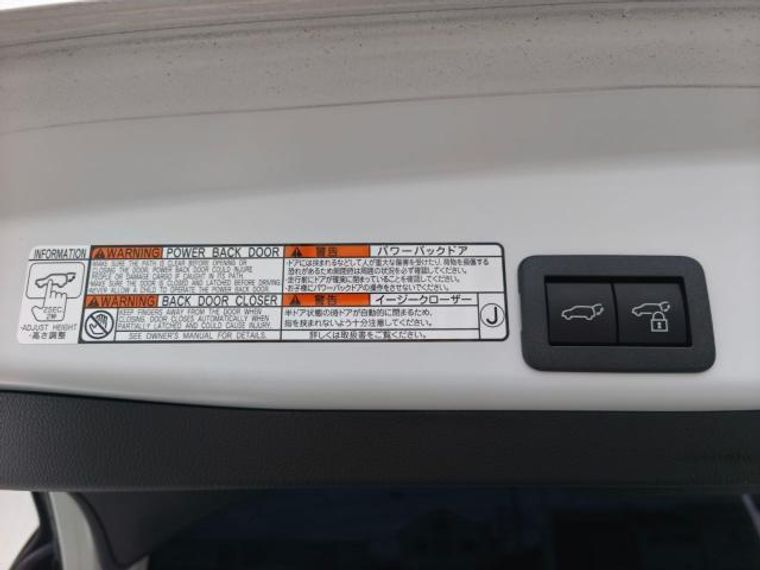 INFORMATION
2SEC.
2秒
・ADJUST HEIGHT
・高さ調整
WARNING POWER BACK DOOR
MAKE SURE THE PATH IS CLEAR BEFORE OPENING OR
CLOSING THE DOOR. POWER BACK DOOR COULD INJURE
PEOPLE OR DAMAGE CARGO IF CAUGHT IN ITS PATH.
MAKE SURE THE DOOR IS CLOSED AND LATCHED BEFORE DRIVING.
NEVER ALLOW A CHILD TO OPERATE THE POWER BACK DOOR.
WARNING BACK DOOR CLOSER
KEEP FINGERS AWAY FROM THE DOOR WHEN
CLOSING. DOOR CLOSES AUTOMATICALLY WHEN
PARTIALLY LATCHED AND COULD CAUSE INJURY.
SEE OWNER'S MANUAL FOR DETAILS.
警告 パワーバックドア
・ドアには挟まれるなどして人が重大な傷害を受けたり、荷物を損傷する
恐れがあるため開閉時は周囲の状況を必ず確認してください。
・走行前にドアが確実に閉まっていることを確認してください。
・お子様にパワーバックドアの操作をさせないでください。
警告 イージークローザー
半ドア状態の時ドアが自動的に閉まるため、
指を挟まれないよう十分注意してください。
詳しくは取扱書をご覧ください。
J